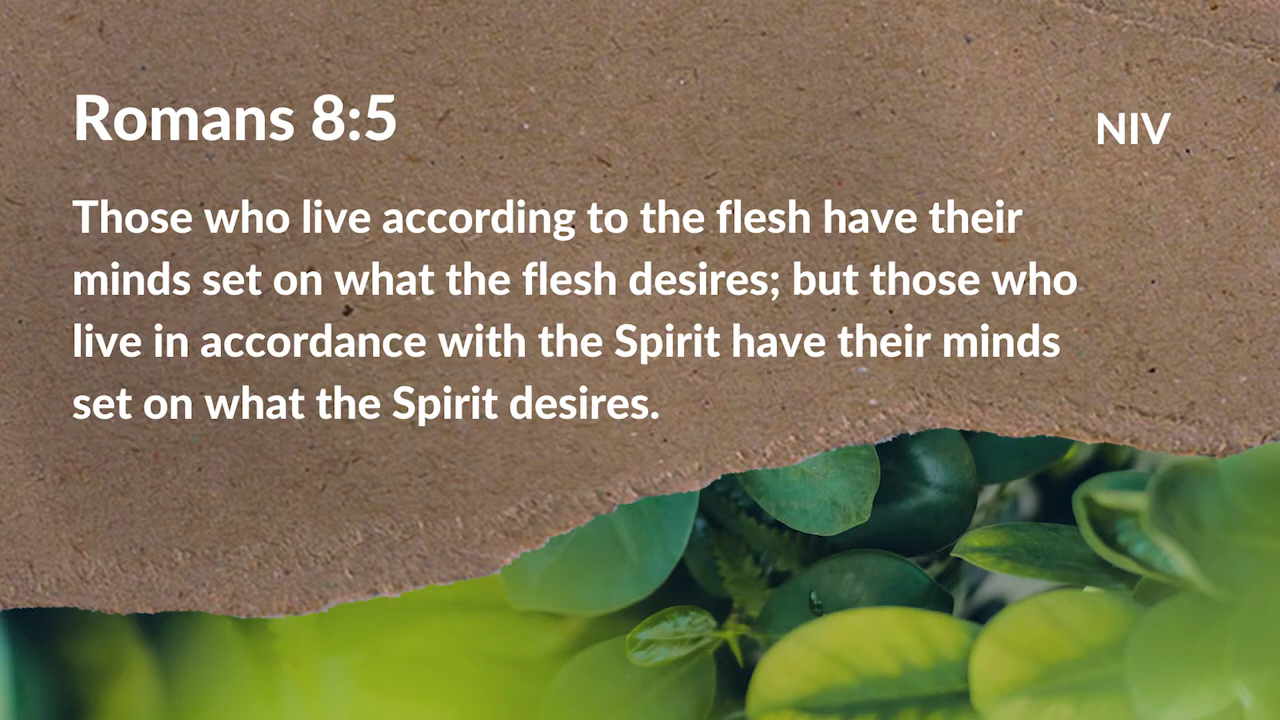 Romans 8:5
NIV
Those who live according to the flesh have their
minds set on what the flesh desires; but those who
live in accordance with the Spirit have their minds
set on what the Spirit desires.